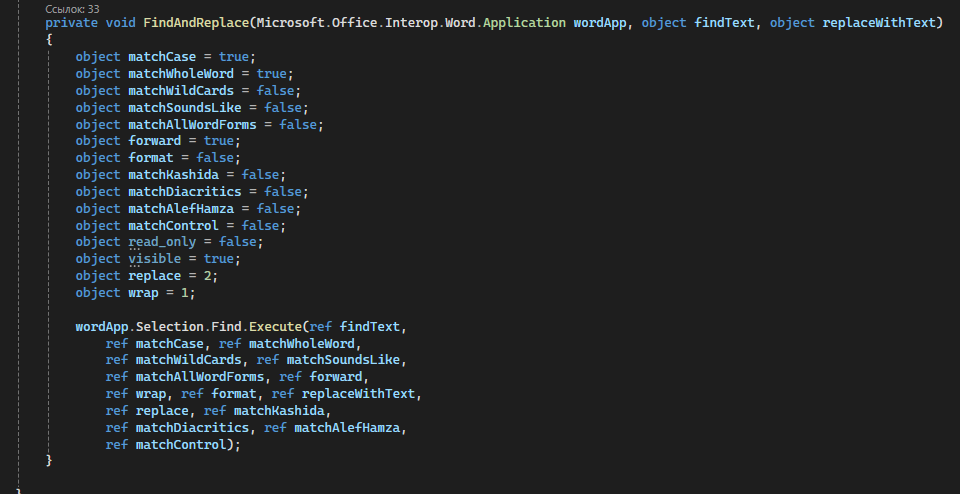 Ссылок: 33
private void FindAndReplace(Microsoft.Office.Interop.Word.Application wordApp, object findText, object replaceWithText)
{
object matchCase = true;
object matchWholeWord = true;
object matchWildCards = false;
object matchSoundsLike = false;
object matchAllWordForms = false;
object forward = true;
object format = false;
object matchKashida = false;
object matchDiacritics = false;
object matchAlefHamza = false;
object matchControl = false;
object read_only = false;
object visible = true;
object replace = 2;
object wrap = 1;
wordApp.Selection.Find.Execute(ref findText,
ref matchCase, ref matchWholeWord,
ref matchWildCards, ref matchSoundsLike,
ref matchAllWordForms, ref forward,
ref wrap, ref format, ref replaceWithText,
ref replace, ref matchKashida,
ref matchDiacritics, ref matchAlefHamza,
ref matchControl);
}
}